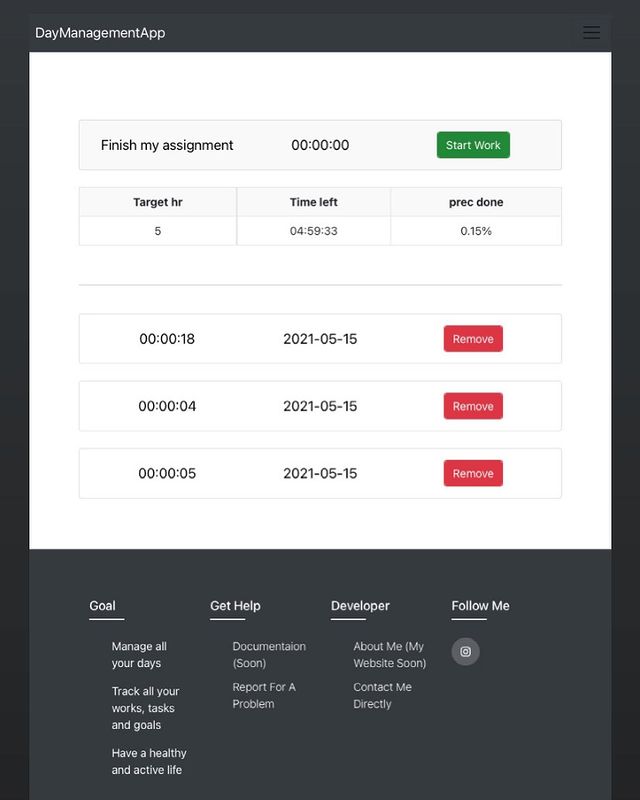 DayManagementApp
Finish my assignment 00:00:00 Start Work
Target hr Time left prec done
5 04:59:33 0.15%
00:00:18 2021-05-15 Remove
00:00:04 2021-05-15 Remove
00:00:05 2021-05-15 Remove
Goal Get Help Developer Follow Me
Manage all
your days
Track all your
works, tasks
and goals
Have a healthy
and active life
Documentaion
(Soon)
Report For A
Problem
About Me (My
Website Soon)
Contact Me
Directly